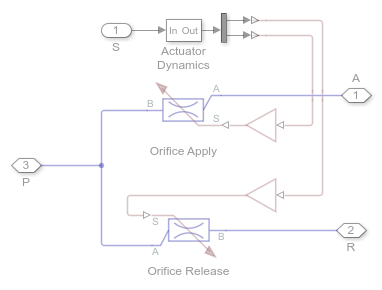 1
S
In Out
Actuator
Dynamics
A
B
A
1
S
Orifice Apply
3
P
S
B
2
A
R
Orifice Release